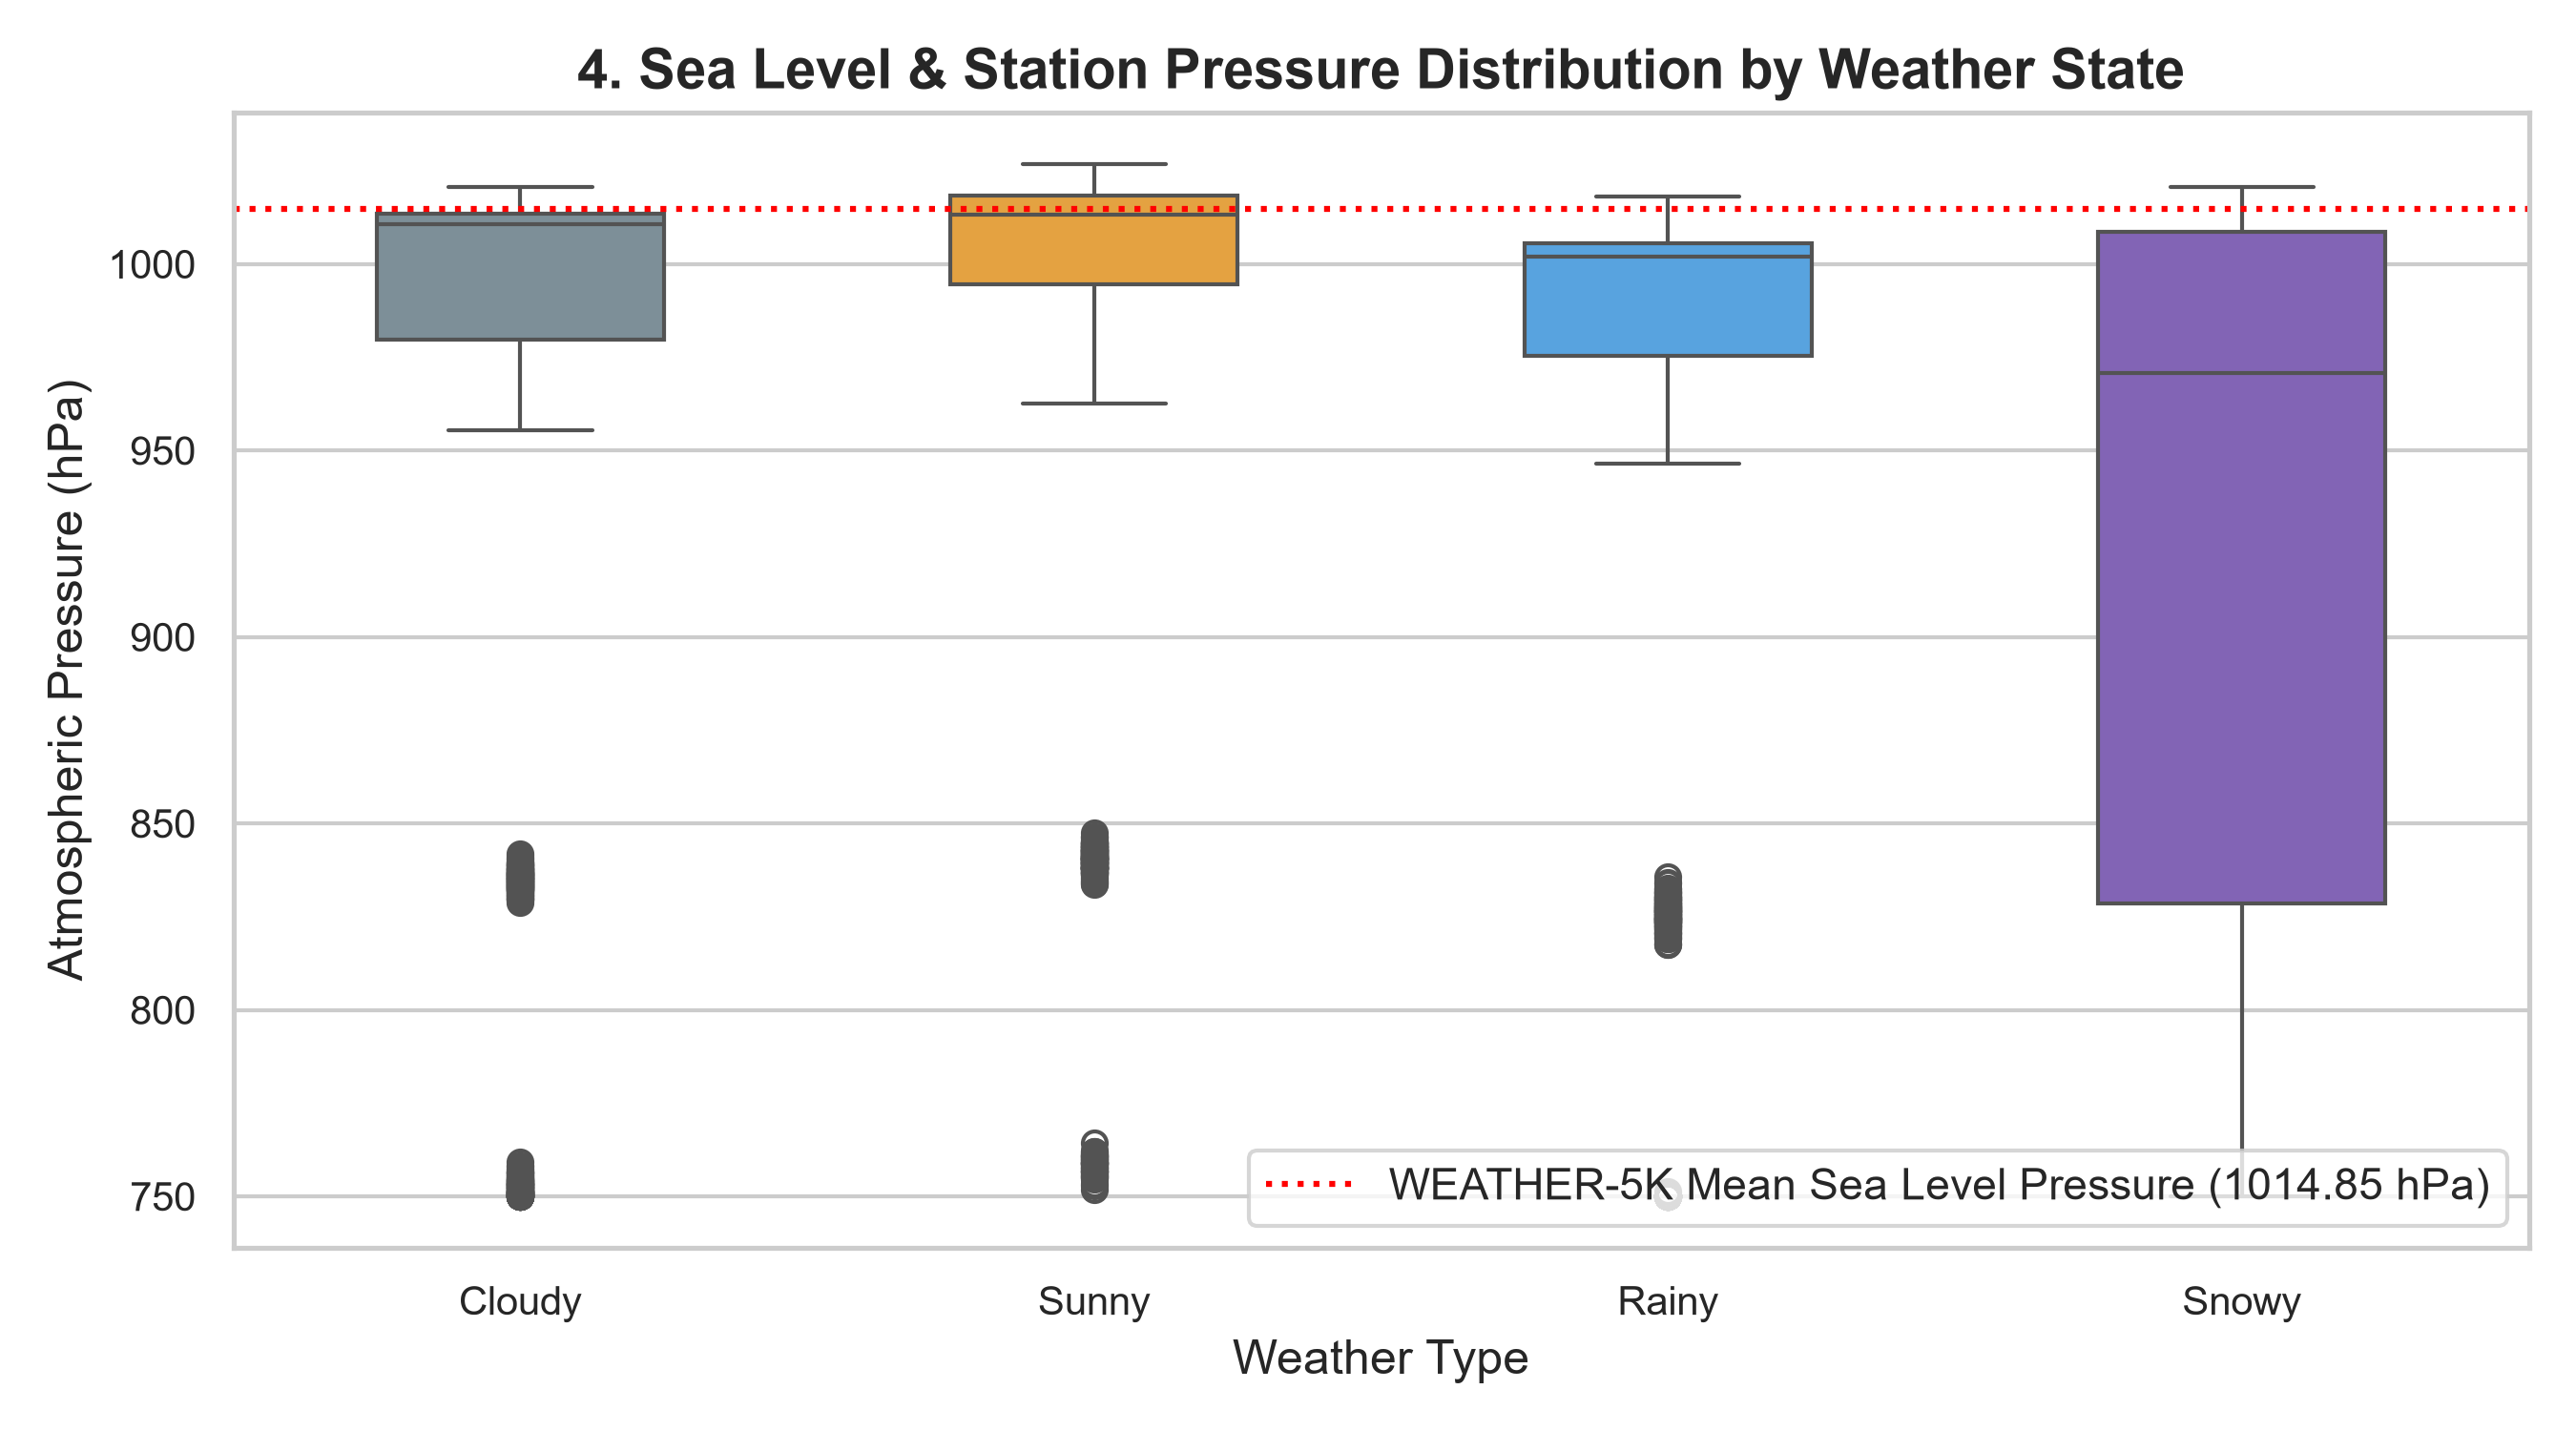 4. Sea Level & Station Pressure Distribution by Weather State
Atmospheric Pressure (hPa)
1000
950
900
850
800
750
WEATHER-5K Mean Sea Level Pressure (1014.85 hPa)
Cloudy
Sunny
Rainy
Snowy
Weather Type